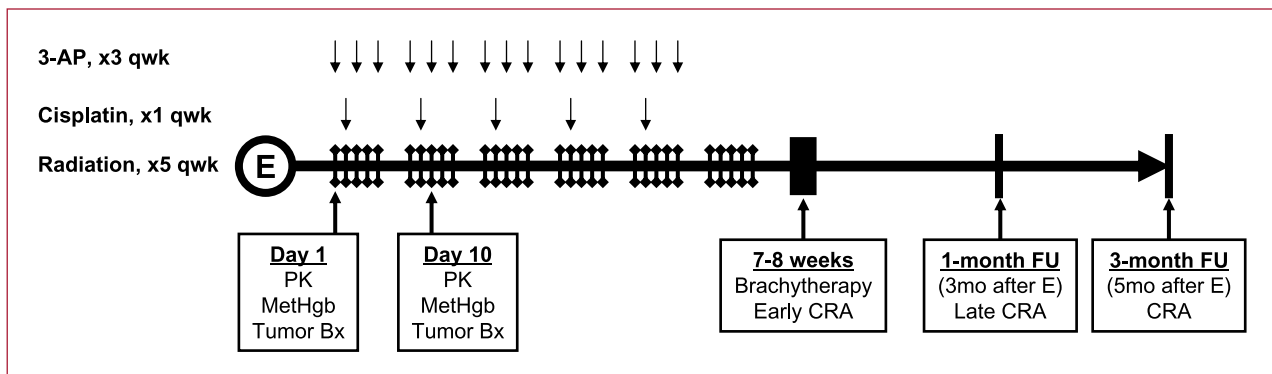 3-AP, x3 qwk
Cisplatin, x1 qwk
Radiation, x5 qwk
E
Day 1
PK
MetHgb
Tumor Bx
Day 10
PK
MetHgb
Tumor Bx
7-8 weeks
Brachytherapy
Early CRA
1-month FU
(3mo after E)
Late CRA
3-month FU
(5mo after E)
CRA